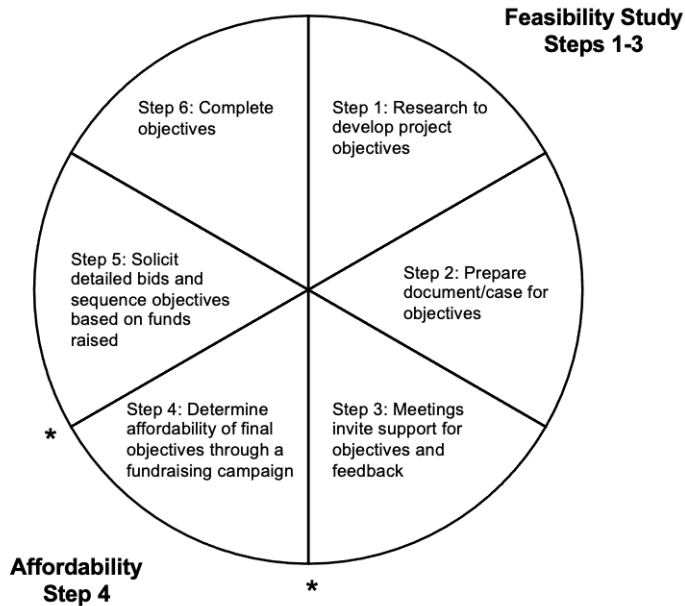 Feasibility Study
Steps 1-3
Step 6: Complete
objectives
Step 1: Research to
develop project
objectives
Step 5: Solicit
detailed bids and
sequence objectives
based on funds
raised
Step 2: Prepare
document/case for
objectives
Step 4: Determine
affordability of final
objectives through a
fundraising campaign
Step 3: Meetings
invite support for
objectives and
feedback
*
Affordability
Step 4
*